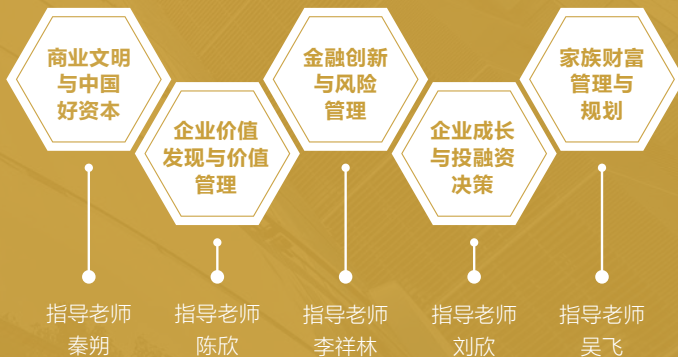 商业文明
与中国
好资本
企业价值
发现与价值
管理
金融创新
与风险
管理
企业成长
与投融资
决策
家族财富
管理与
规划
指导老师
秦朔
指导老师
陈欣
指导老师
李祥林
指导老师
刘欣
指导老师
吴飞